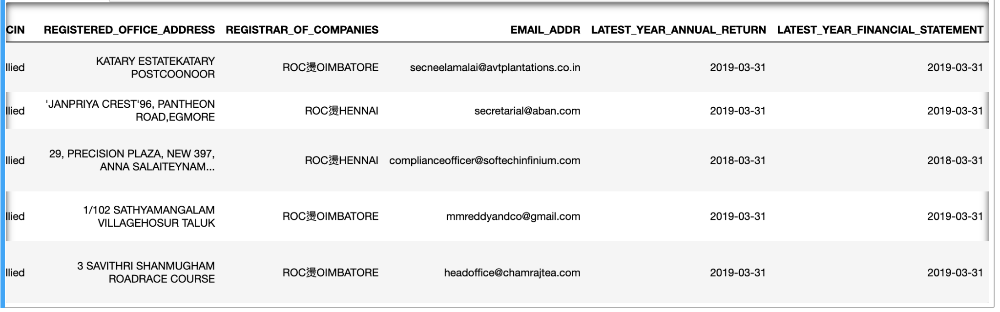 CIN REGISTERED_OFFICE_ADDRESS REGISTRAR_OF_COMPANIES EMAIL_ADDR LATEST_YEAR_ANNUAL_RETURN LATEST_YEAR_FINANCIAL_STATEMENT
llied KATARY ESTATEKATARY POSTCOONOOR ROC燙OIMBATORE secneelamalai@avtplantations.co.in 2019-03-31 2019-03-31
llied 'JANPRIYA CREST'96, PANTHEON ROAD,EGMORE ROC燙HENNAI secretarial@aban.com 2019-03-31 2019-03-31
llied 29, PRECISION PLAZA, NEW 397, ANNA SALAITEYNAM... ROC燙HENNAI complianceofficer@softechinfinium.com 2018-03-31 2018-03-31
llied 1/102 SATHYAMANGALAM VILLAGEHOSUR TALUK ROC燙OIMBATORE mmreddyandco@gmail.com 2019-03-31 2019-03-31
llied 3 SAVITHRI SHANMUGHAM ROADRACE COURSE ROC燙OIMBATORE headoffice@chamrajtea.com 2019-03-31 2019-03-31